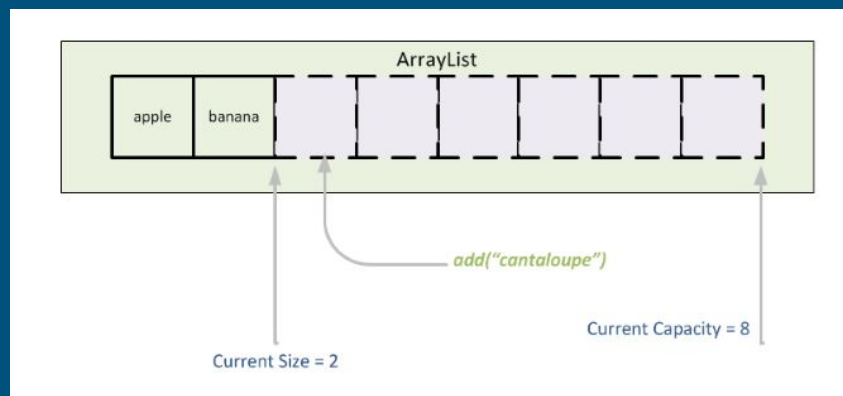 ArrayList
apple
banana
add(“cantaloupe”)
Current Capacity = 8
Current Size = 2